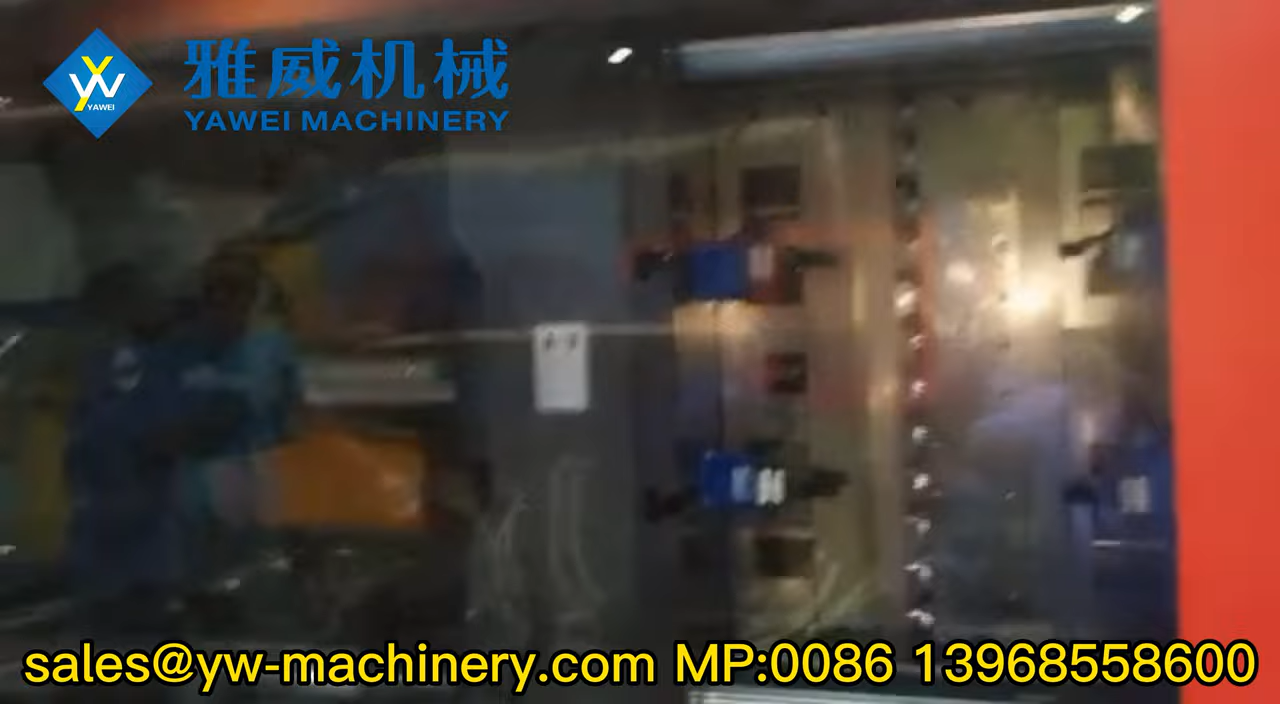 YW
YAWEI
雅威机械
YAWEI MACHINERY
sales@yw-machinery.com MP:0086 13968558600